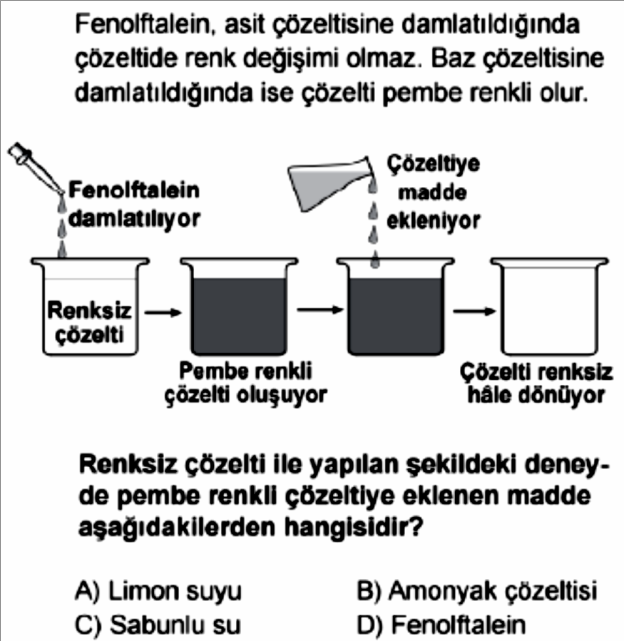 Fenolftalein, asit çözeltisine damlatıldığında
çözeltide renk değişimi olmaz. Baz çözeltisine
damlatıldığında ise çözelti pembe renkli olur.
Fenolftalein
damlatılıyor
Çözeltiye
madde
ekleniyor
Renksiz
çözelti
Pembe renkli
çözelti oluşuyor
Çözelti renksiz
hâle dönüyor
Renksiz çözelti ile yapılan şekildeki deney-
de pembe renkli çözeltiye eklenen madde
aşağıdakilerden hangisidir?
A) Limon suyu
B) Amonyak çözeltisi
C) Sabunlu su
D) Fenolftalein